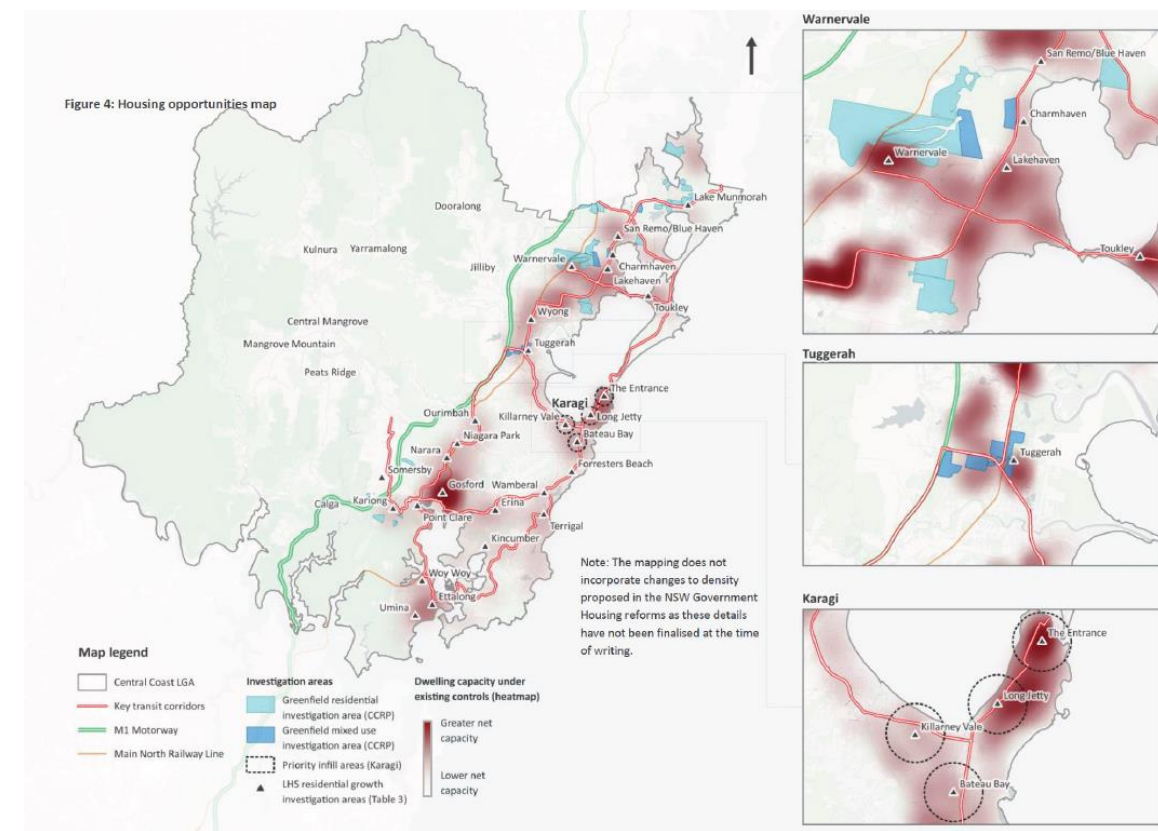 Figure 4: Housing opportunities map
Dooralong
Kulnura
Yarramalong
Jilliby
Central Mangrove
Mangrove Mountain
Peats Ridge
Lake Munmorah
San Remo/Blue Haven
Warnervale
Charmhaven
Lakehaven
Toukley
Wyong
Tuggerah
The Entrance
Karagi
Ourimbah
Killarney Vale
Long Jetty
Niagara Park
Bateau Bay
Narara
Somersby
Forresters Beach
Gosford
Wamberal
Calga
Kariong
Erina
Point Clare
Terrigal
Kincumber
Woy Woy
Ettalong
Umina
Note: The mapping does not
incorporate changes to density
proposed in the NSW Government
Housing reforms as these details
have not been finalised at the time
of writing.
Map legend
Central Coast LGA
Key transit corridors
M1 Motorway
Main North Railway Line
Investigation areas
Greenfield residential
investigation area (CCRP)
Greenfield mixed use
investigation area (CCRP)
Priority infill areas (Karagi)
LHS residential growth
investigation areas (Table 3)
Dwelling capacity under
existing controls (heatmap)
Greater net
capacity
Lower net
capacity
Warnervale
San Remo/Blue Haven
Charmhaven
Warnervale
Lakehaven
Toukley
Tuggerah
Tuggerah
Karagi
The Entrance
Long Jetty
Killarney Vale
Bateau Bay